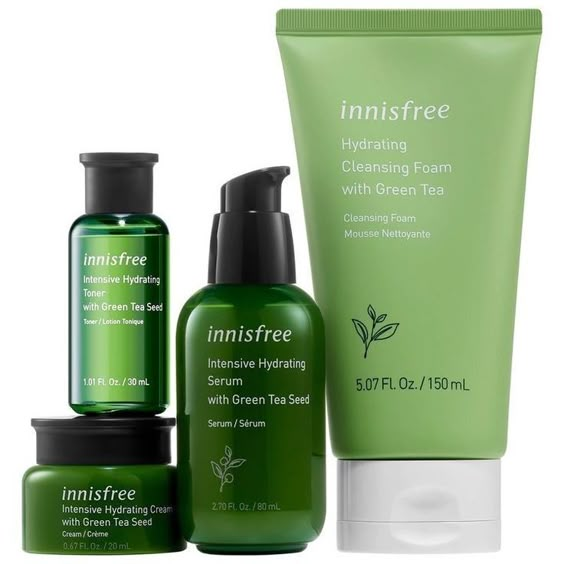 innisfree
Hydrating
Cleansing Foam
with Green Tea
Cleansing Foam
Mousse Nettoyante
5.07 Fl. Oz. / 150 mL
innisfree
Intensive Hydrating
Toner
with Green Tea Seed
Toner / Lotion Tonique
1.01 Fl. Oz. / 30 mL
innisfree
Intensive Hydrating
Serum
with Green Tea Seed
Serum / Sérum
2.70 Fl. Oz. / 80 mL
innisfree
Intensive Hydrating Cream
with Green Tea Seed
Cream / Crème
0.67 Fl. Oz. / 20 mL